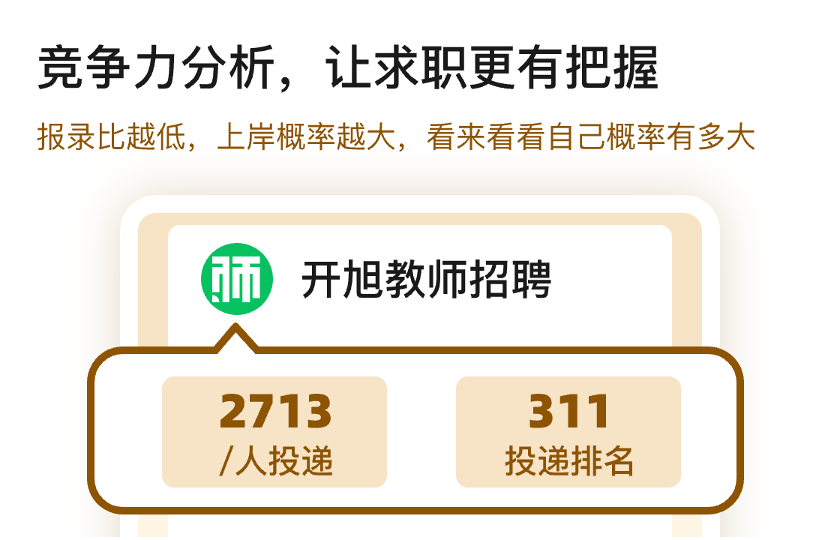 竞争力分析，让求职更有把握
报录比越低，上岸概率越大，看来看看自己概率有多大
师
开旭教师招聘
2713
/人投递
311
投递排名